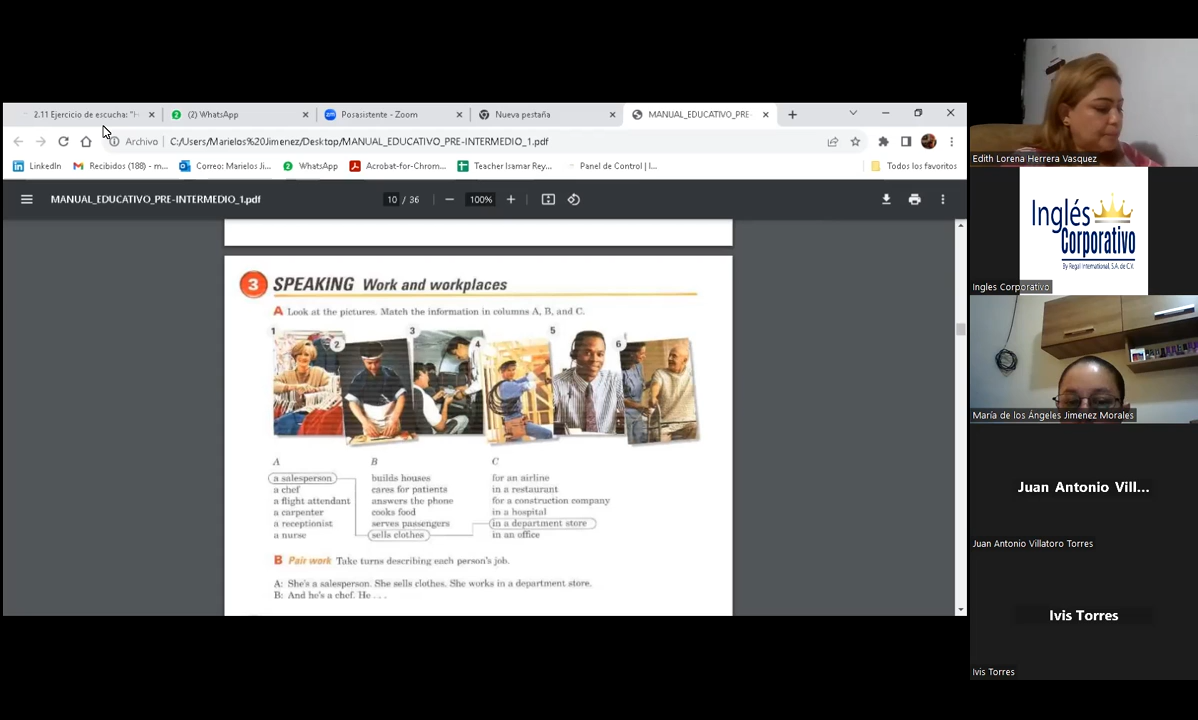 2.11 Ejercicio de escucha: "H
(2) WhatsApp
Posasistente - Zoom
Nueva pestaña
MANUAL_EDUCATIVO_PRE-
Archivo
C:/Users/Marielos%20Jimenez/Desktop/MANUAL_EDUCATIVO_PRE-INTERMEDIO_1.pdf
LinkedIn
Recibidos (188) - m...
Correo: Marielos Ji...
WhatsApp
Acrobat-for-Chrom...
Teacher Isamar Rey...
Panel de Control | I...
Todos los favoritos
MANUAL_EDUCATIVO_PRE-INTERMEDIO_1.pdf
10 / 36
100%
3 SPEAKING Work and workplaces
A Look at the pictures. Match the information in columns A, B, and C.
1
2
3
4
5
6
A B C
a salesperson builds houses for an airline
a chef cares for patients in a restaurant
a flight attendant answers the phone for a construction company
a carpenter cooks food in a hospital
a receptionist serves passengers in a department store
a nurse sells clothes in an office
B Pair work Take turns describing each person's job.
A: She's a salesperson. She sells clothes. She works in a department store.
B: And he's a chef. He . . .
Edith Lorena Herrera Vasquez
Inglés
Corporativo
By Regal International, S.A. de C.V.
Ingles Corporativo
María de los Ángeles Jimenez Morales
Juan Antonio Vill...
Juan Antonio Villatoro Torres
Ivis Torres
Ivis Torres